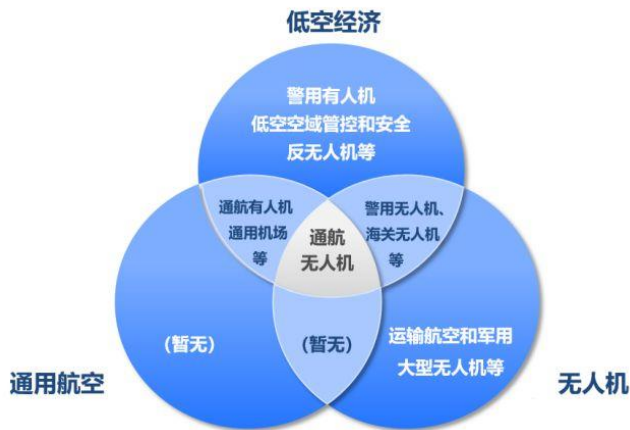 低空经济
警用有人机
低空空域管控和安全
反无人机等
通航有人机
通用机场
等
警用无人机、
海关无人机
等
通航
无人机
(暂无)
(暂无)
运输航空和军用
大型无人机等
通用航空
无人机